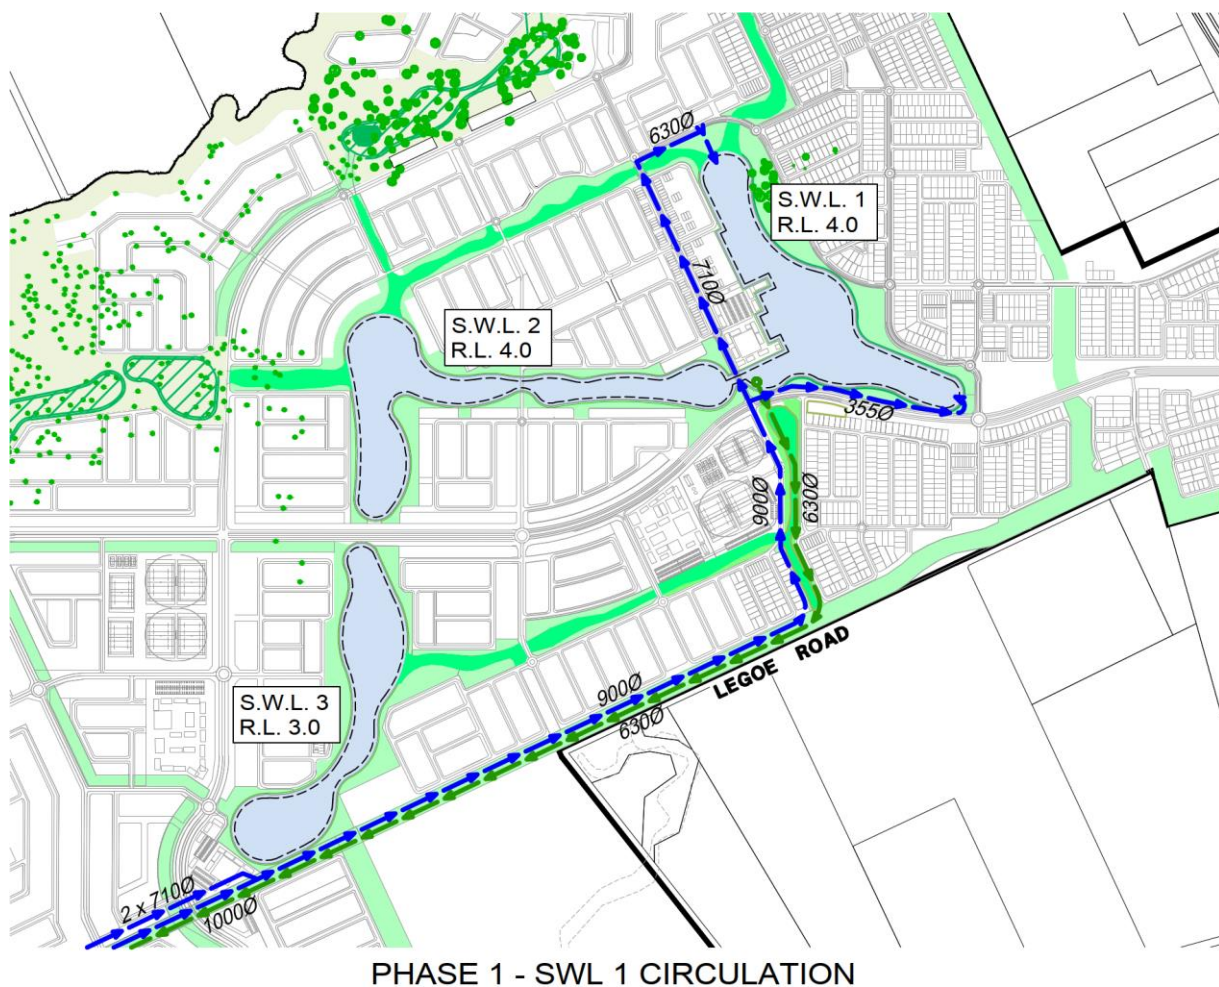 630Ø
S.W.L. 1
R.L. 4.0
710Ø
S.W.L. 2
R.L. 4.0
355Ø
900Ø
630Ø
LEGOE ROAD
S.W.L. 3
R.L. 3.0
900Ø
630Ø
2 x 710Ø
1000Ø
PHASE 1 - SWL 1 CIRCULATION